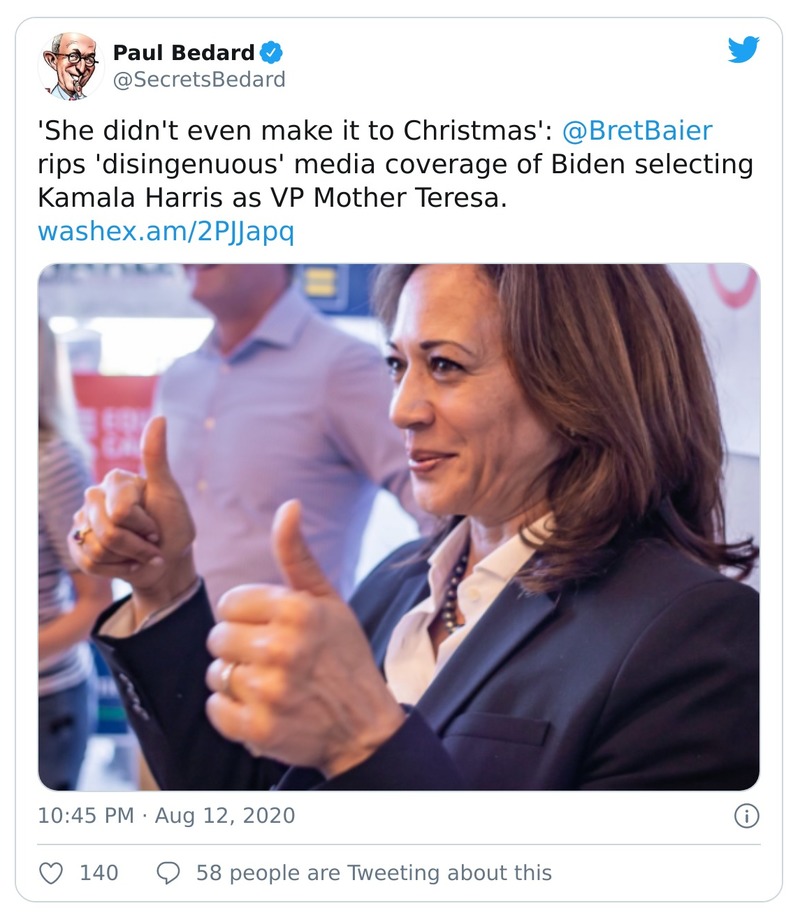 Paul Bedard
@SecretsBedard
'She didn't even make it to Christmas': @BretBaier
rips 'disingenuous' media coverage of Biden selecting
Kamala Harris as VP Mother Teresa.
washex.am/2PJJapq
10:45 PM · Aug 12, 2020
140
58 people are Tweeting about this